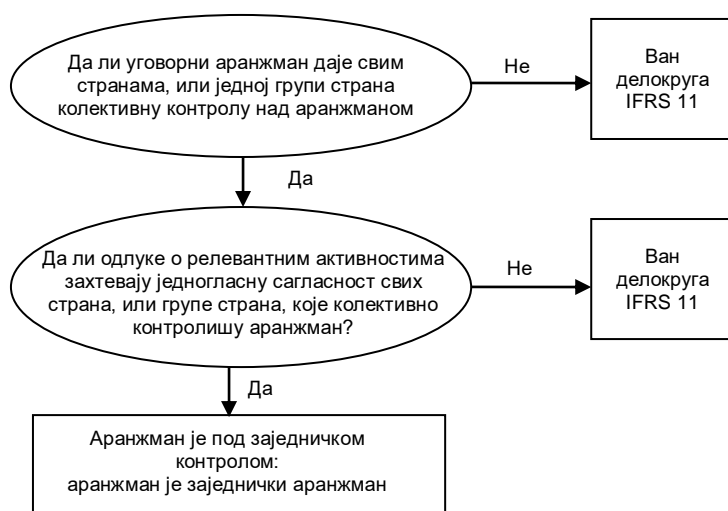 Да ли уговорни аранжман даје свим
странама, или једној групи страна
колективну контролу над аранжманом
Не
Ван
делокруга
IFRS 11
Да
Да ли одлуке о релевантним активностима
захтевају једногласну сагласност свих
страна, или групе страна, које колективно
контролишу аранжман?
Не
Ван
делокруга
IFRS 11
Да
Аранжман је под заједничком
контролом:
аранжман је заједнички аранжман